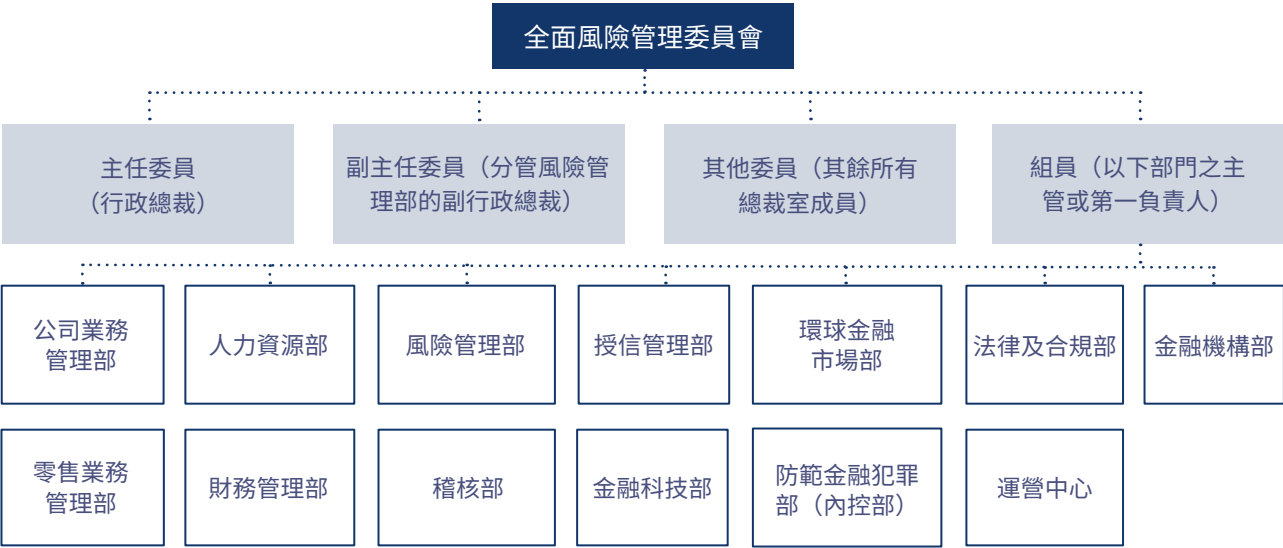 全面風險管理委員會
主任委員
（行政總裁）
副主任委員（分管風險管
理部的副行政總裁）
其他委員（其餘所有
總裁室成員）
組員（以下部門之主
管或第一負責人）
公司業務
管理部
人力資源部
風險管理部
授信管理部
環球金融
市場部
法律及合規部
金融機構部
零售業務
管理部
財務管理部
稽核部
金融科技部
防範金融犯罪
部（內控部）
運營中心